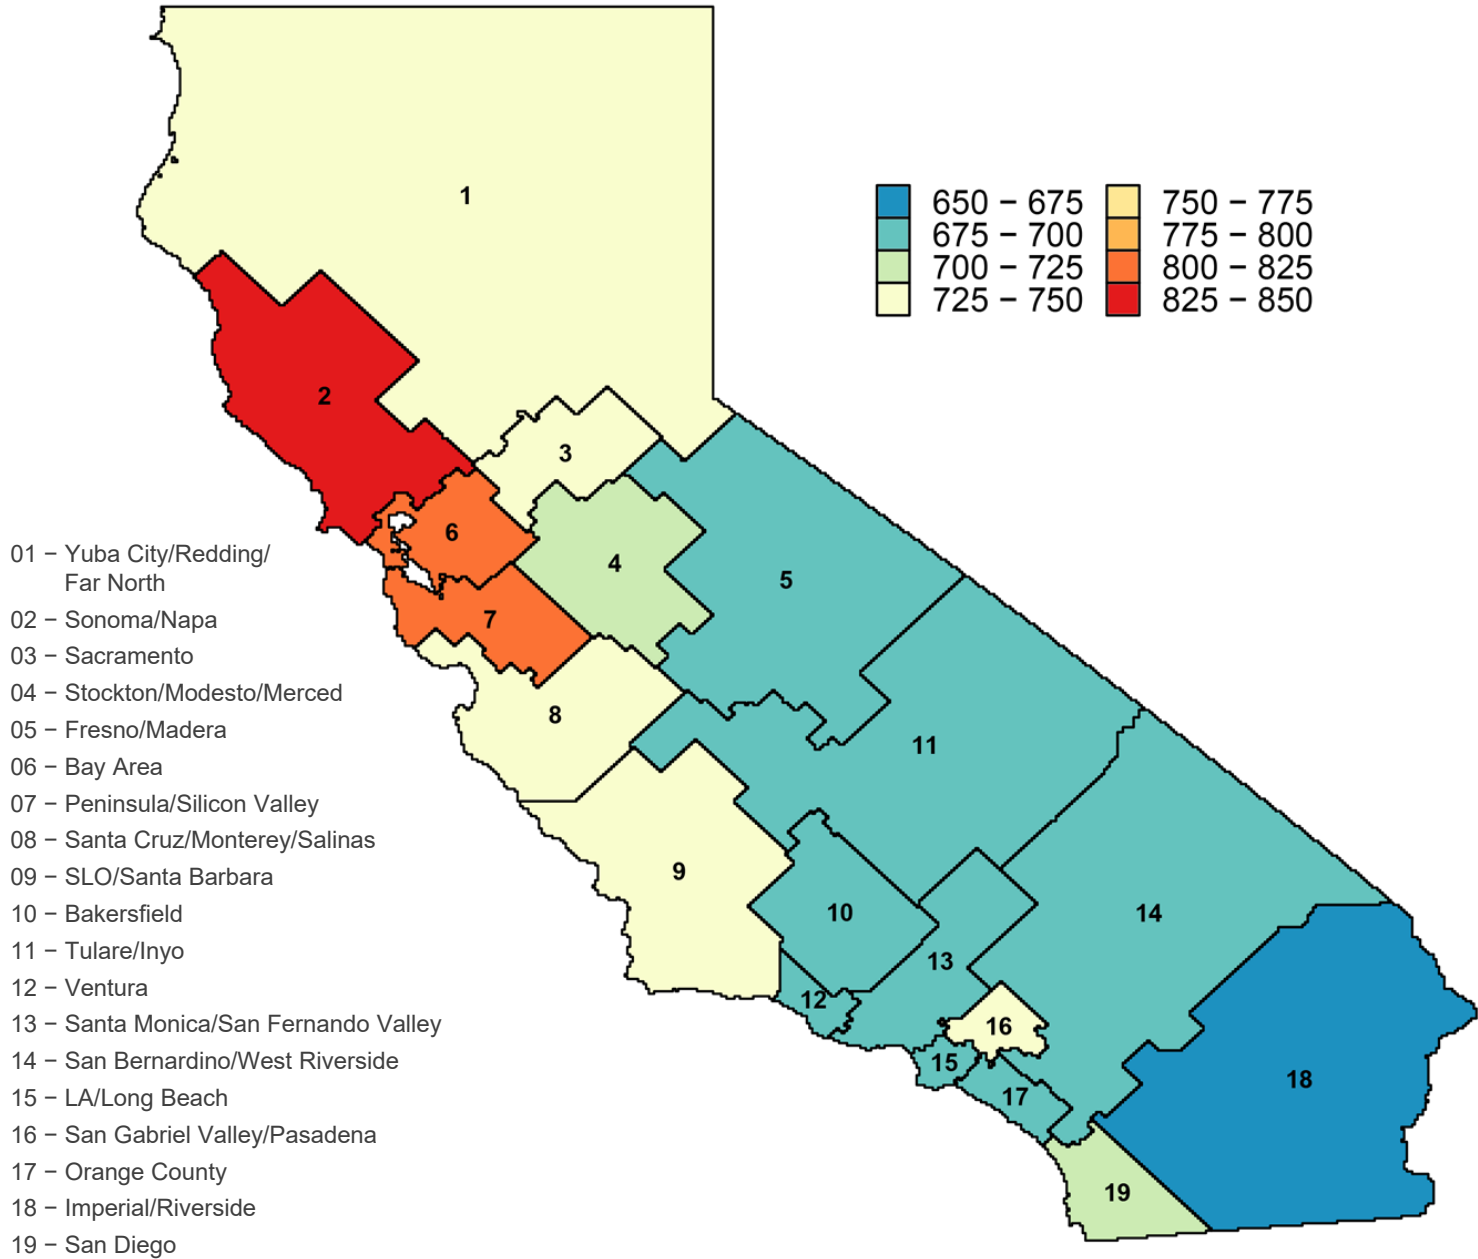 1
650 − 675
750 − 775
675 − 700
775 − 800
700 − 725
800 − 825
725 − 750
825 − 850
2
3
6
4
5
7
8
11
9
10
14
13
12
16
15
17
18
19
01 − Yuba City/Redding/
Far North
02 − Sonoma/Napa
03 − Sacramento
04 − Stockton/Modesto/Merced
05 − Fresno/Madera
06 − Bay Area
07 − Peninsula/Silicon Valley
08 − Santa Cruz/Monterey/Salinas
09 − SLO/Santa Barbara
10 − Bakersfield
11 − Tulare/Inyo
12 − Ventura
13 − Santa Monica/San Fernando Valley
14 − San Bernardino/West Riverside
15 − LA/Long Beach
16 − San Gabriel Valley/Pasadena
17 − Orange County
18 − Imperial/Riverside
19 − San Diego